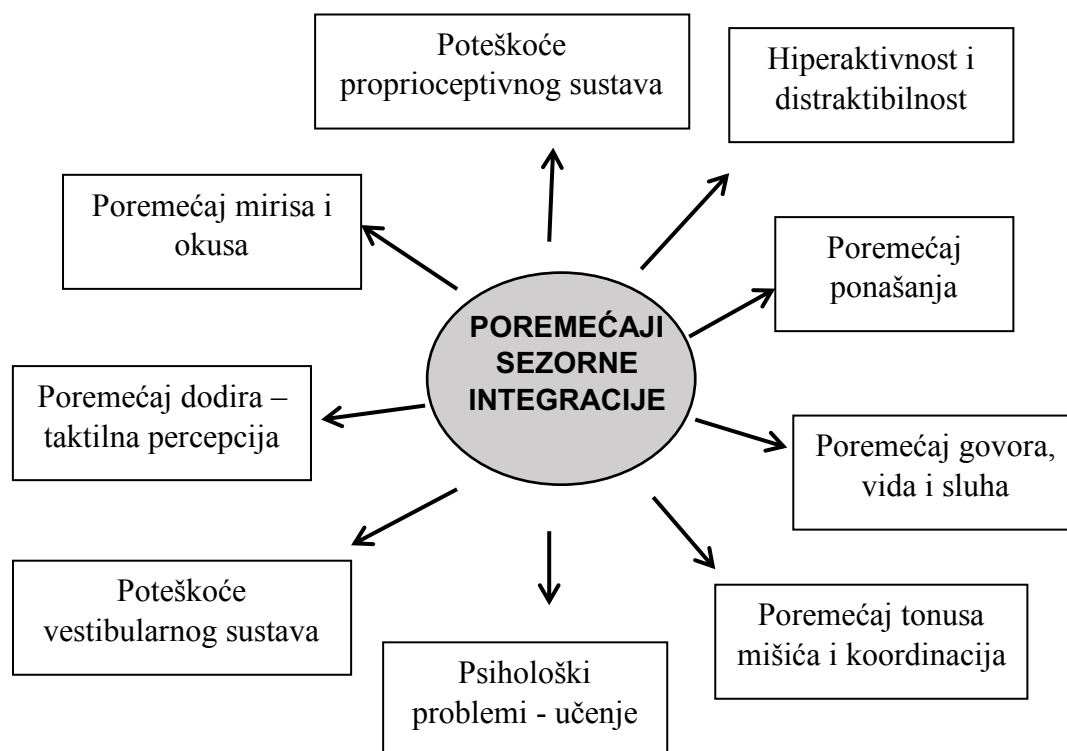 Poteškoće
proprioceptivnog sustava
Hiperaktivnost i
distraktibilnost
Poremećaj mirisa i
okusa
Poremećaj
ponašanja
POREMEĆAJI
SEZORNE
INTEGRACIJE
Poremećaj dodira –
taktilna percepcija
Poremećaj govora,
vida i sluha
Poteškoće
vestibularnog sustava
Poremećaj tonusa
mišića i koordinacija
Psihološki
problemi - učenje